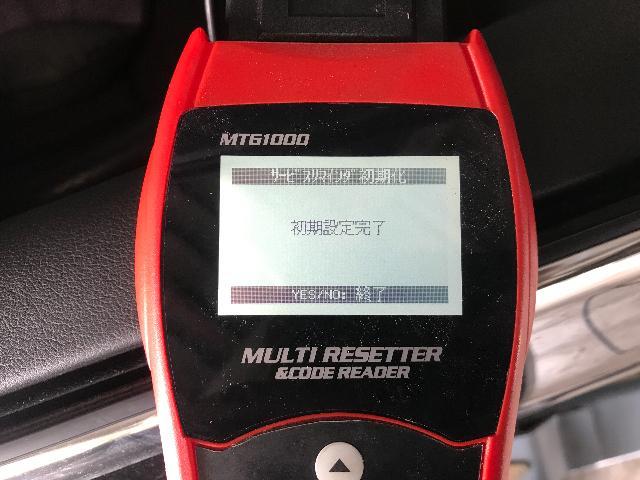 MT6100D
ｻｰﾋﾞｽﾘﾏｲﾝﾀﾞ初期化
初期設定完了
YES/NO: 終了
MULTI RESETTER
&CODE READER